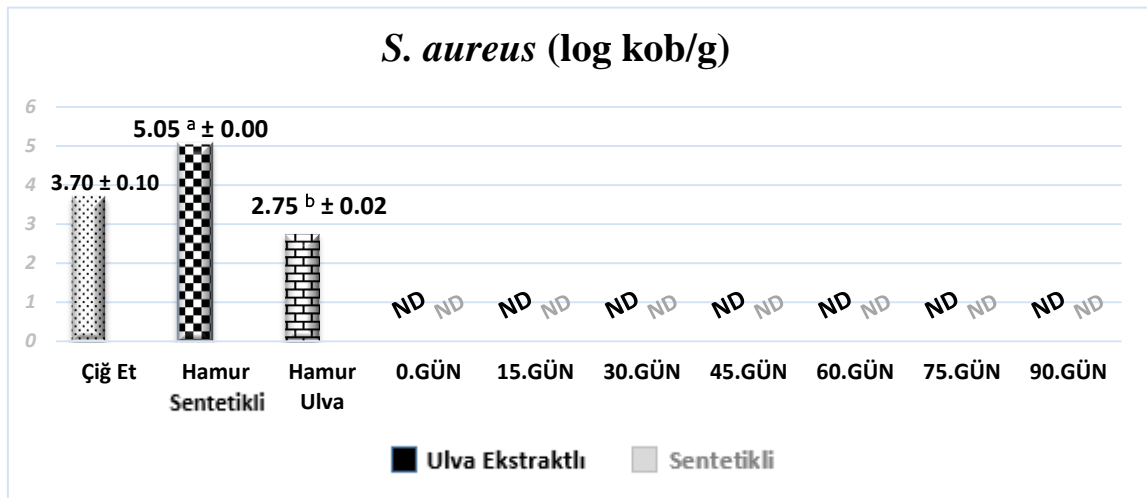 S. aureus (log kob/g)
6
5
4
3
2
1
0
3.70 ± 0.10
5.05 ᵃ ± 0.00
2.75 ᵇ ± 0.02
ND ND ND ND ND ND ND ND ND ND ND ND ND ND
Çiğ Et
Hamur Sentetikli
Hamur Ulva
0.GÜN
15.GÜN
30.GÜN
45.GÜN
60.GÜN
75.GÜN
90.GÜN
Ulva Ekstraktlı
Sentetikli